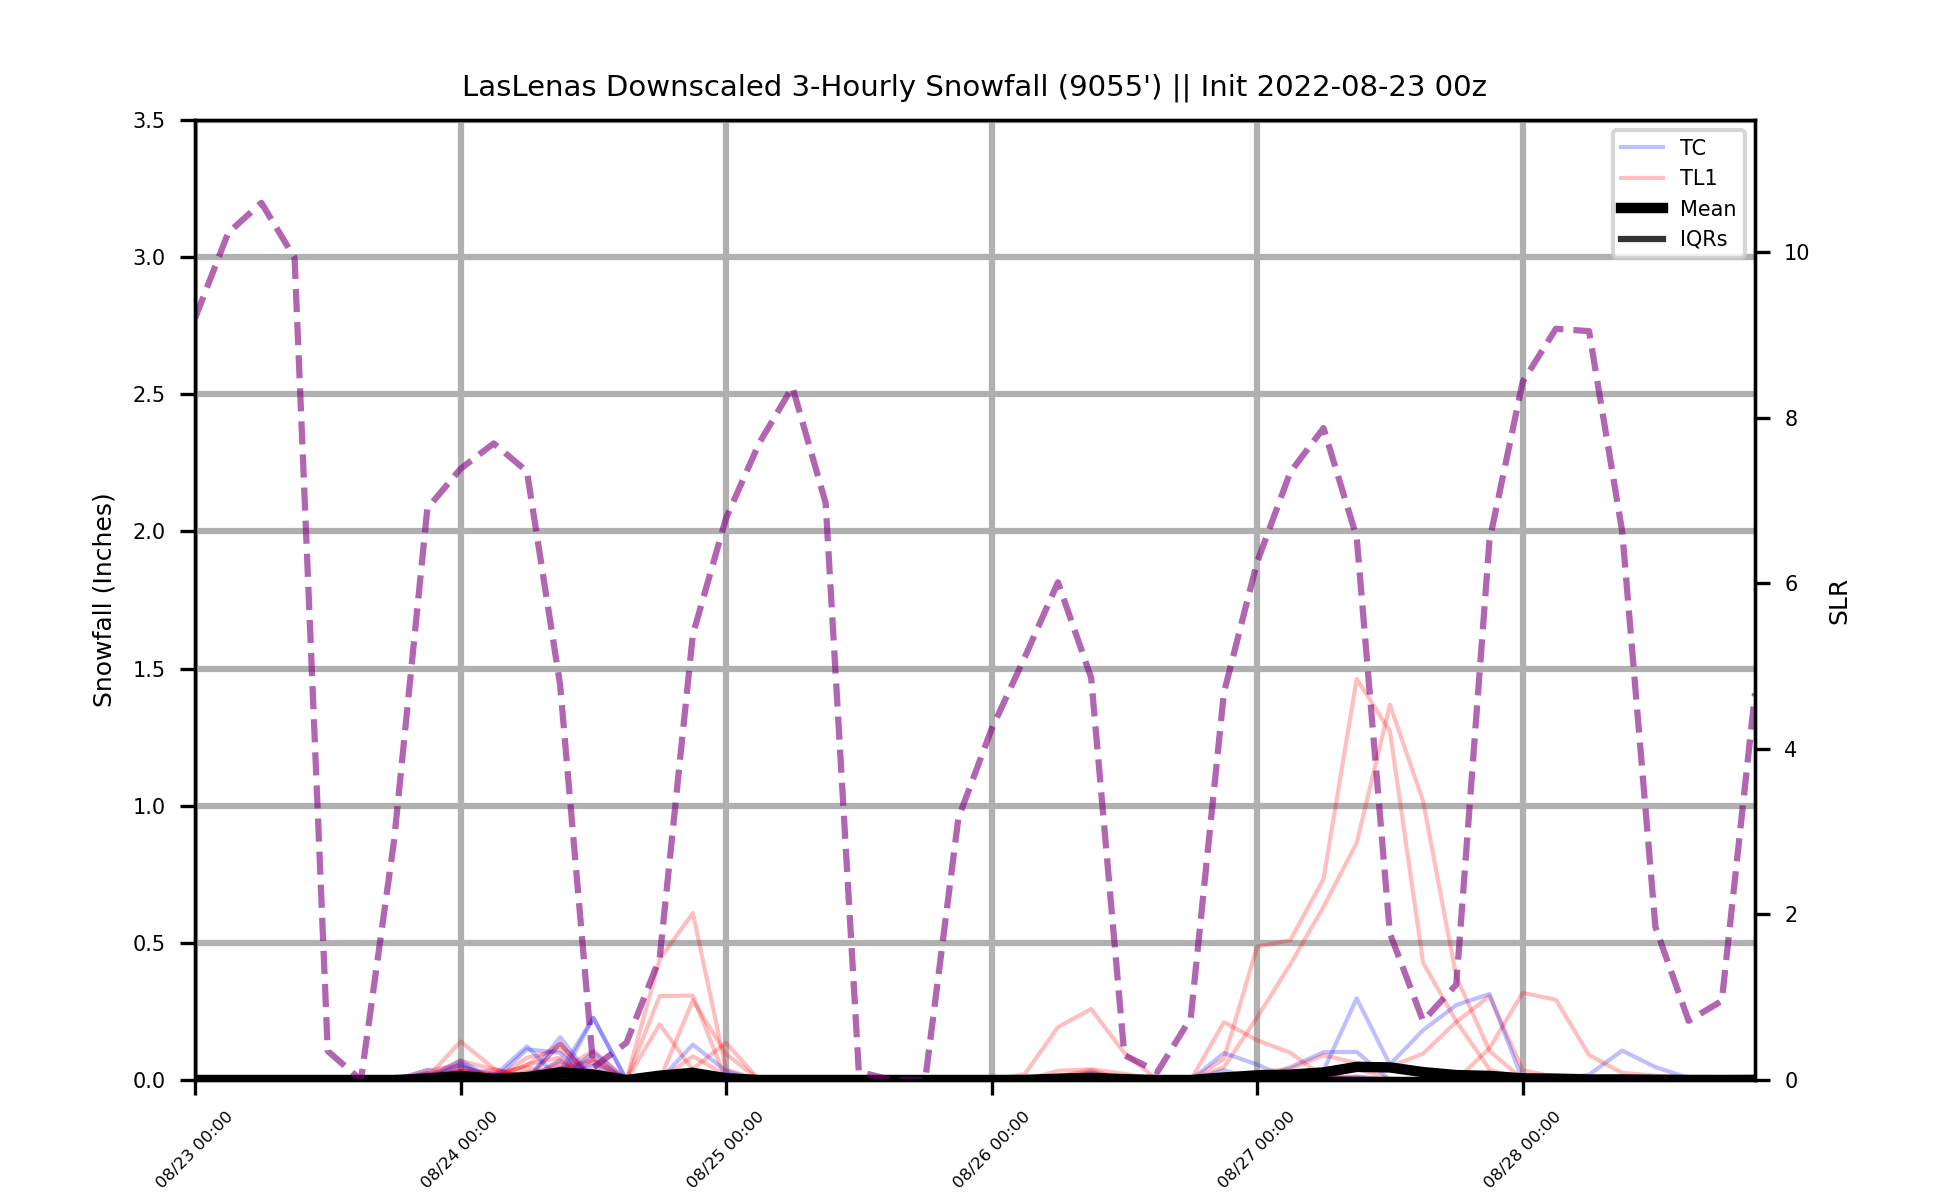 LasLenas Downscaled 3-Hourly Snowfall (9055') || Init 2022-08-23 00z
3.5
3.0
2.5
2.0
1.5
1.0
0.5
0.0
Snowfall (Inches)
TC
TL1
Mean
IQRs
10
8
6
4
2
0
SLR
08/23 00:00
08/24 00:00
08/25 00:00
08/26 00:00
08/27 00:00
08/28 00:00